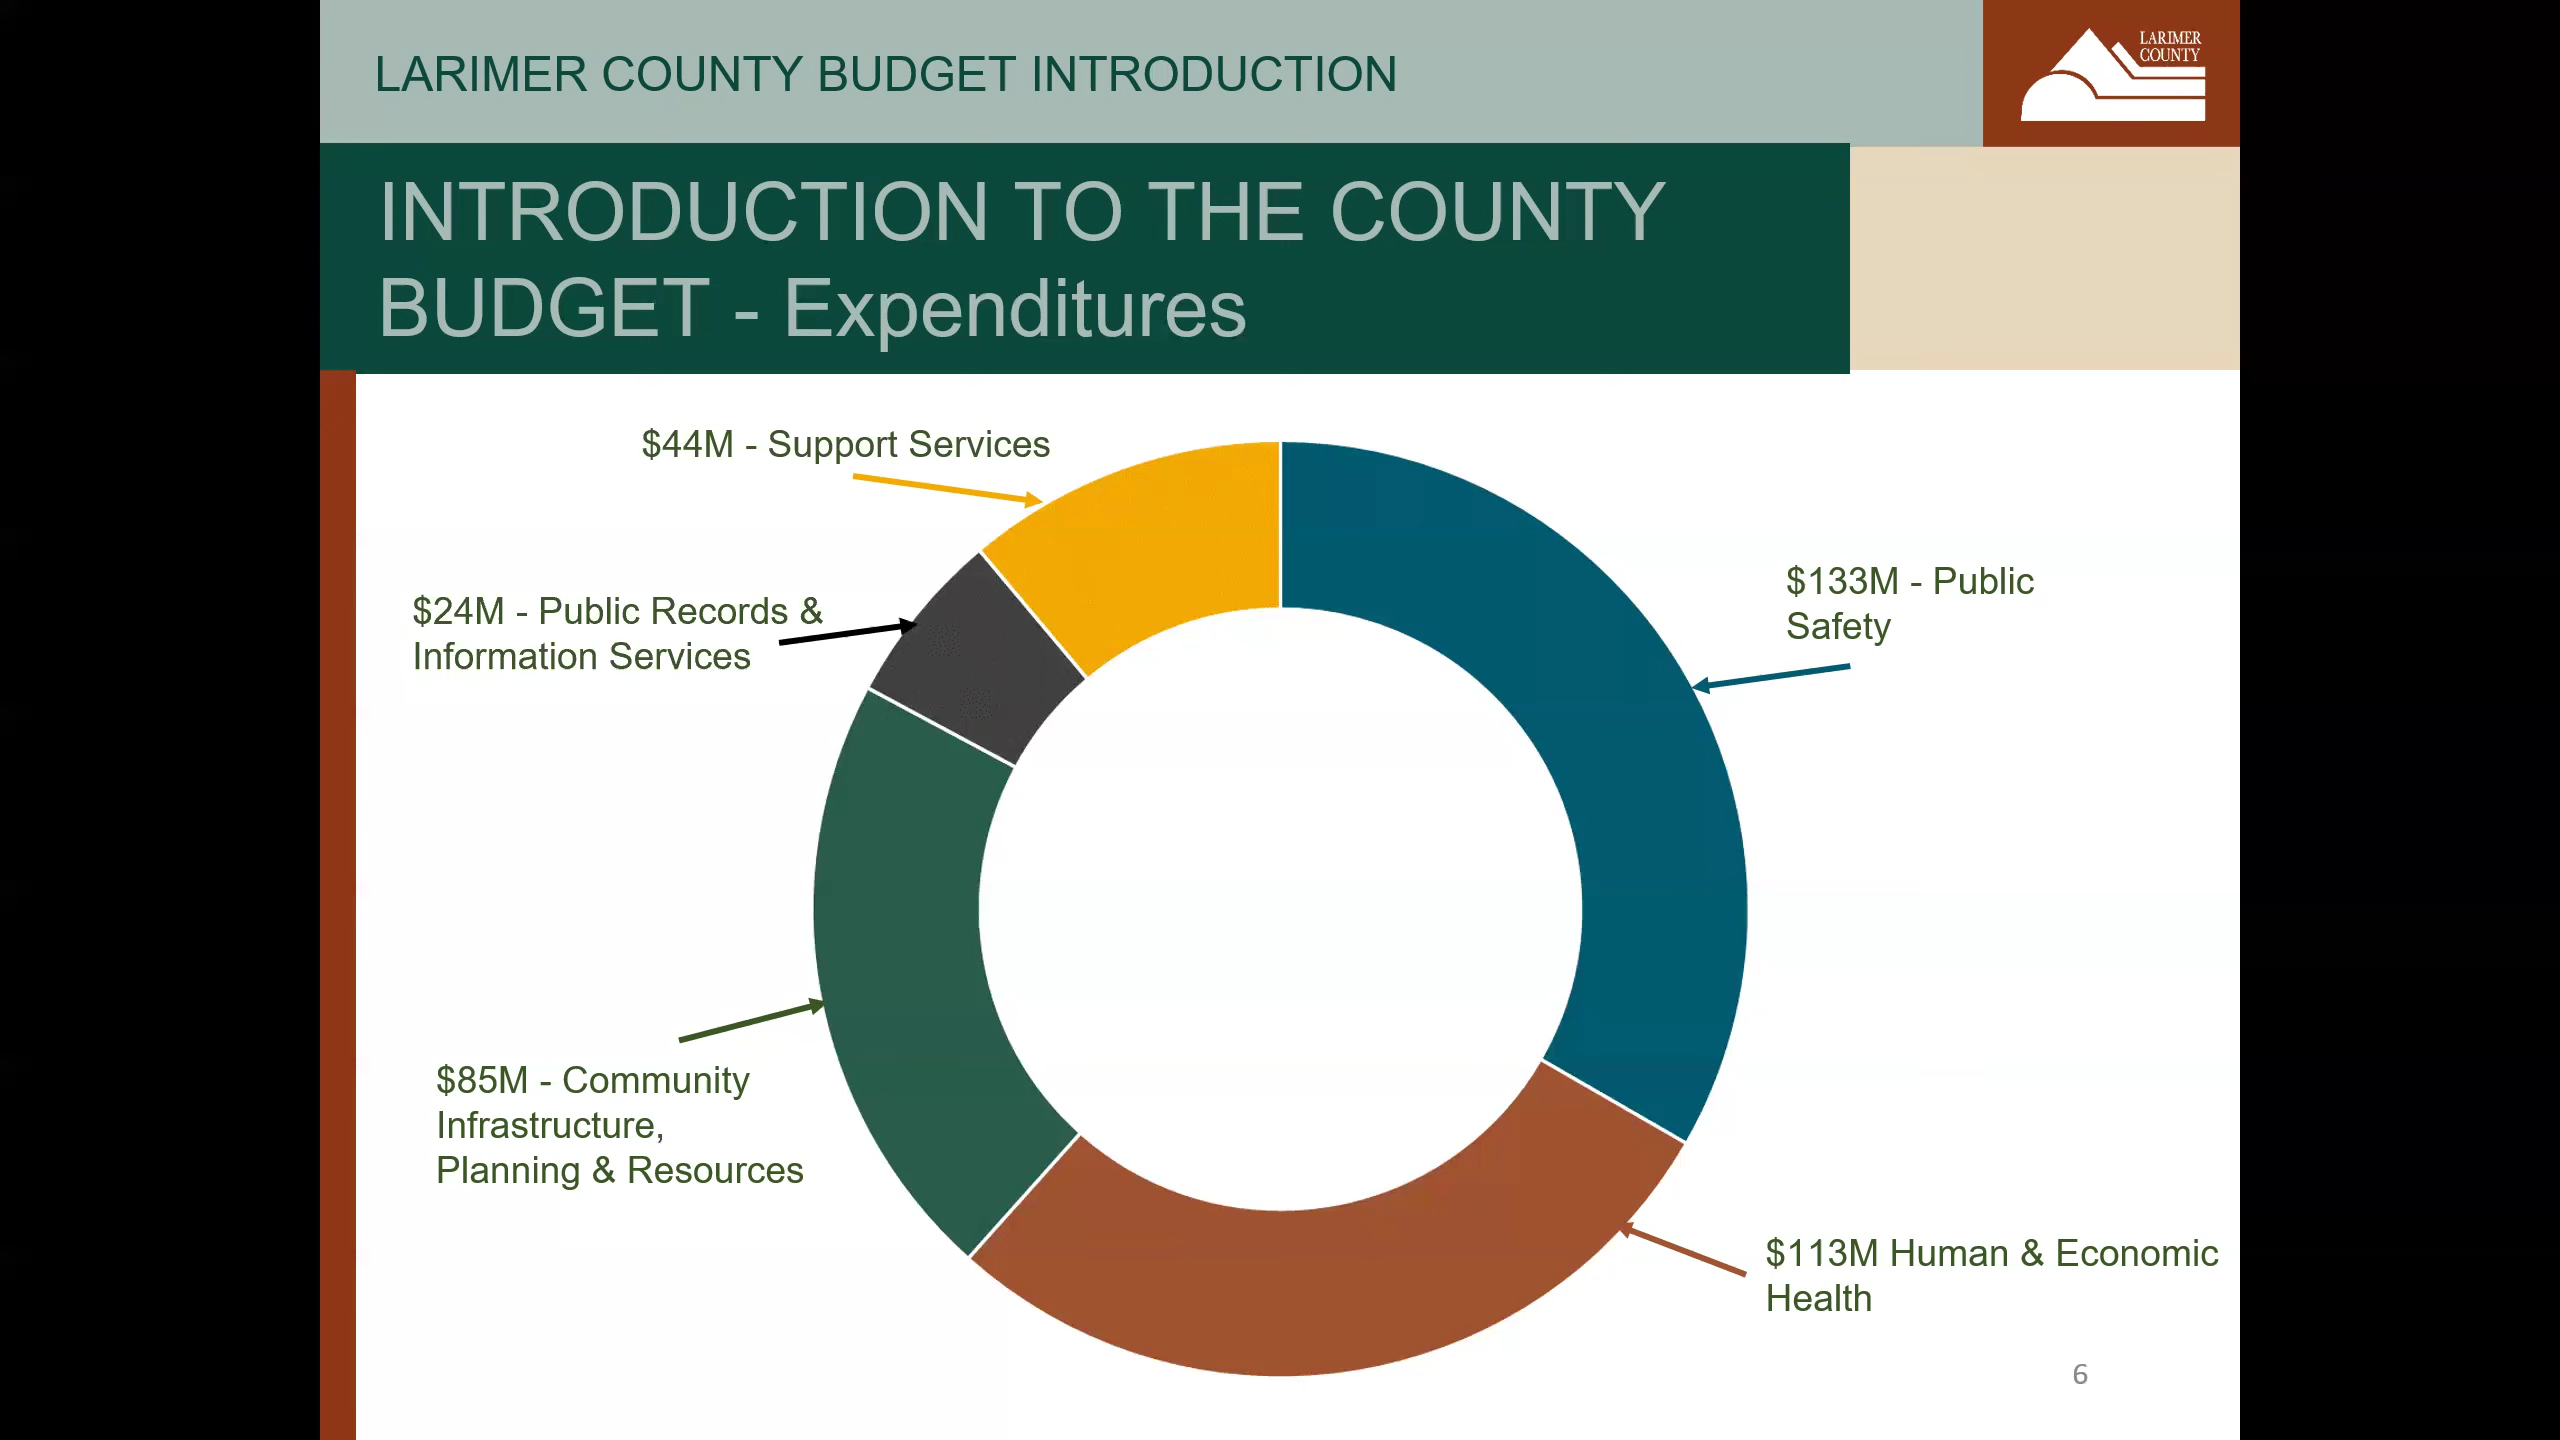 LARIMER COUNTY BUDGET INTRODUCTION
LARIMER
COUNTY
INTRODUCTION TO THE COUNTY
BUDGET - Expenditures
$44M - Support Services
$133M - Public
Safety
$24M - Public Records &
Information Services
$85M - Community
Infrastructure,
Planning & Resources
$113M Human & Economic
Health
6